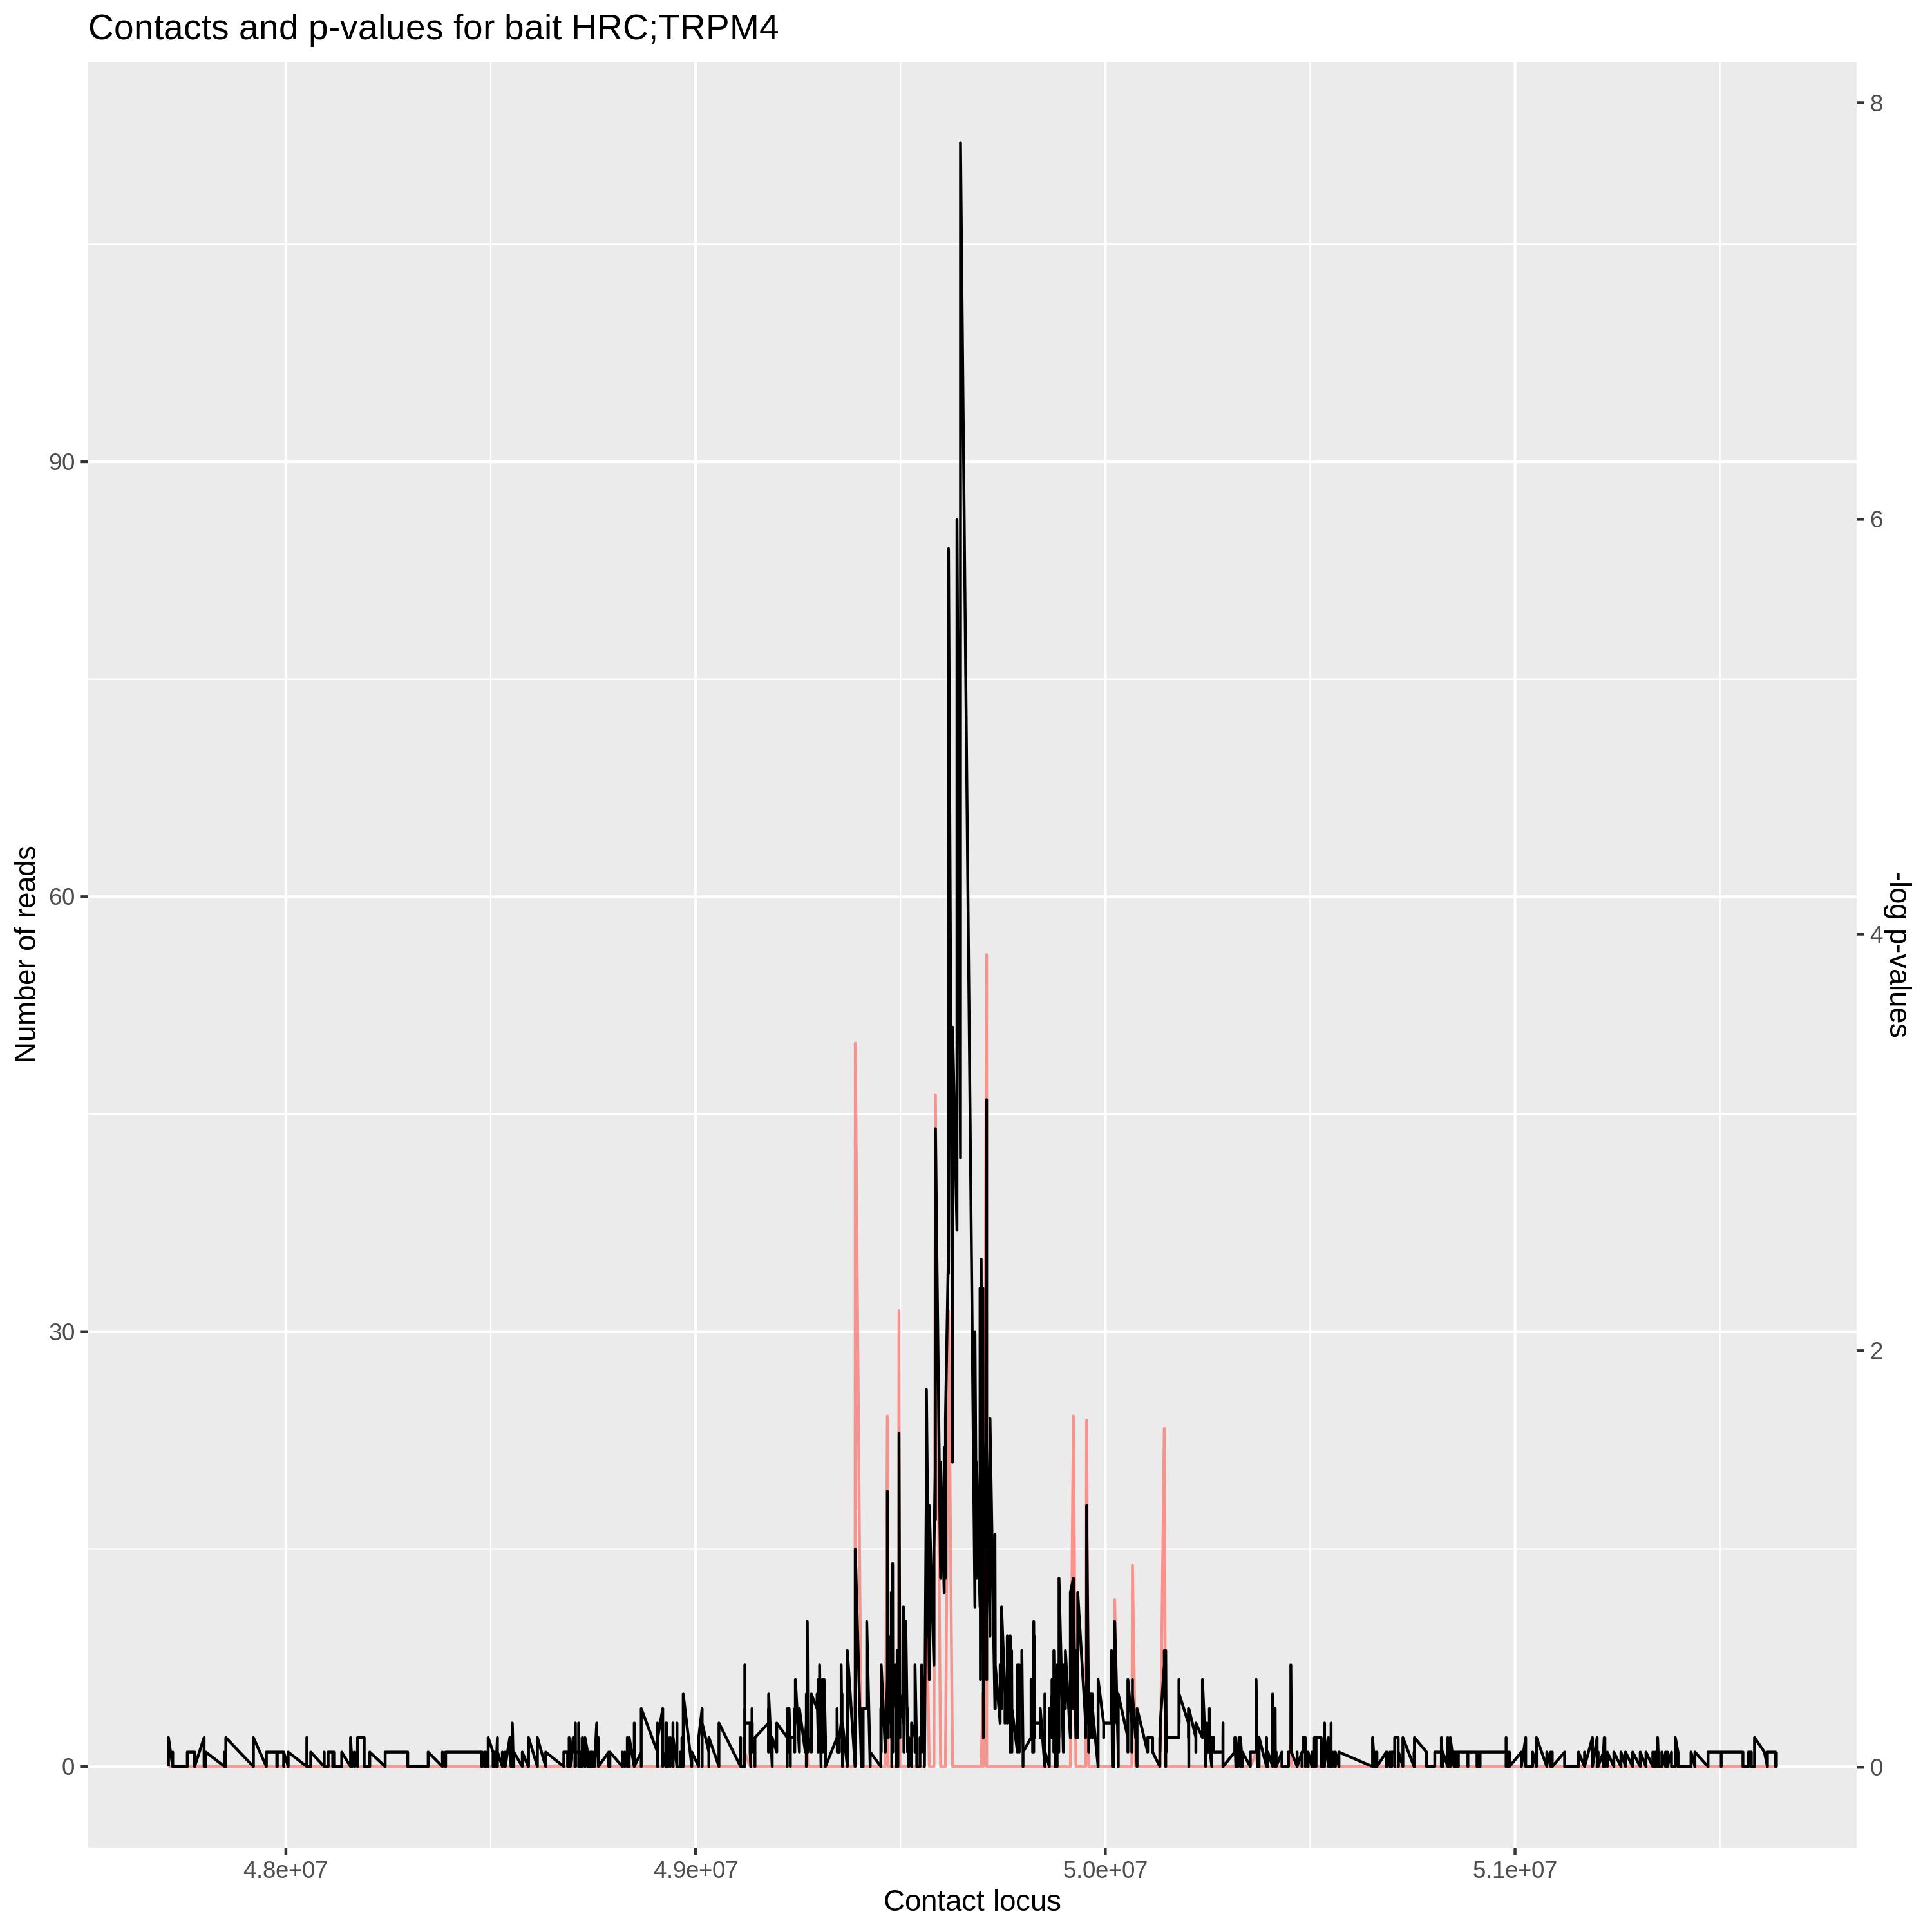 Contacts and p-values for bait HRC;TRPM4
Number of reads
90
60
30
0
8
6
4
2
0
-log p-values
4.8e+07
4.9e+07
5.0e+07
5.1e+07
Contact locus